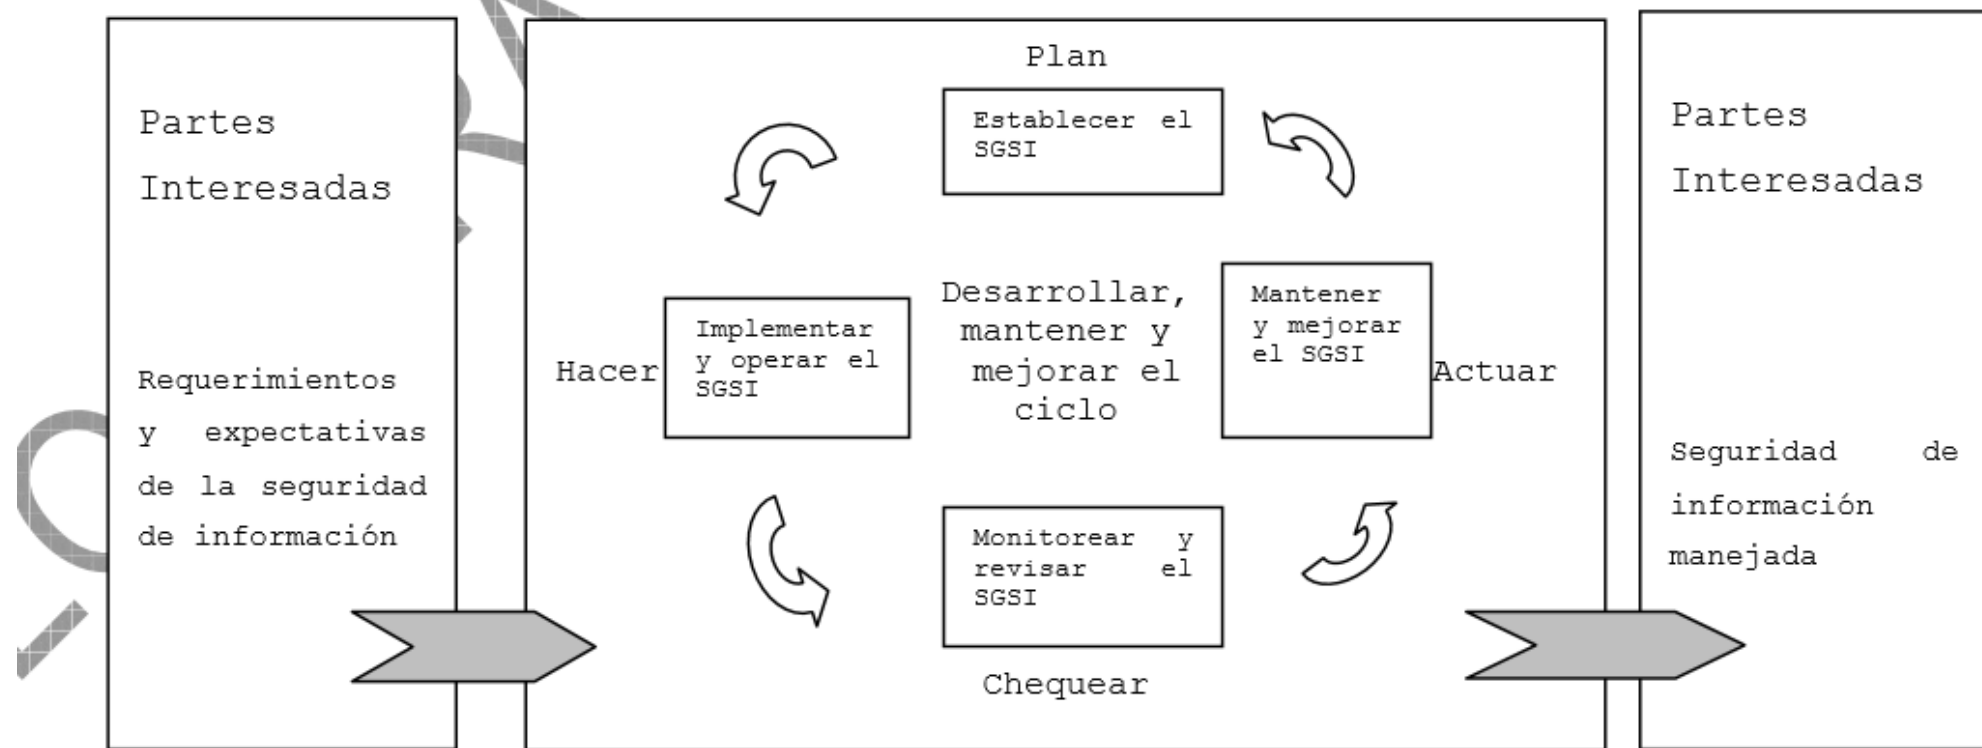 Partes
Interesadas
Requerimientos
y expectativas
de la seguridad
de información
Plan
Establecer el
SGSI
Hacer
Implementar
y operar el
SGSI
Desarrollar,
mantener y
mejorar el
ciclo
Mantener
y mejorar
el SGSI
Actuar
Monitorear y
revisar el
SGSI
Chequear
Partes
Interesadas
Seguridad de
información
manejada